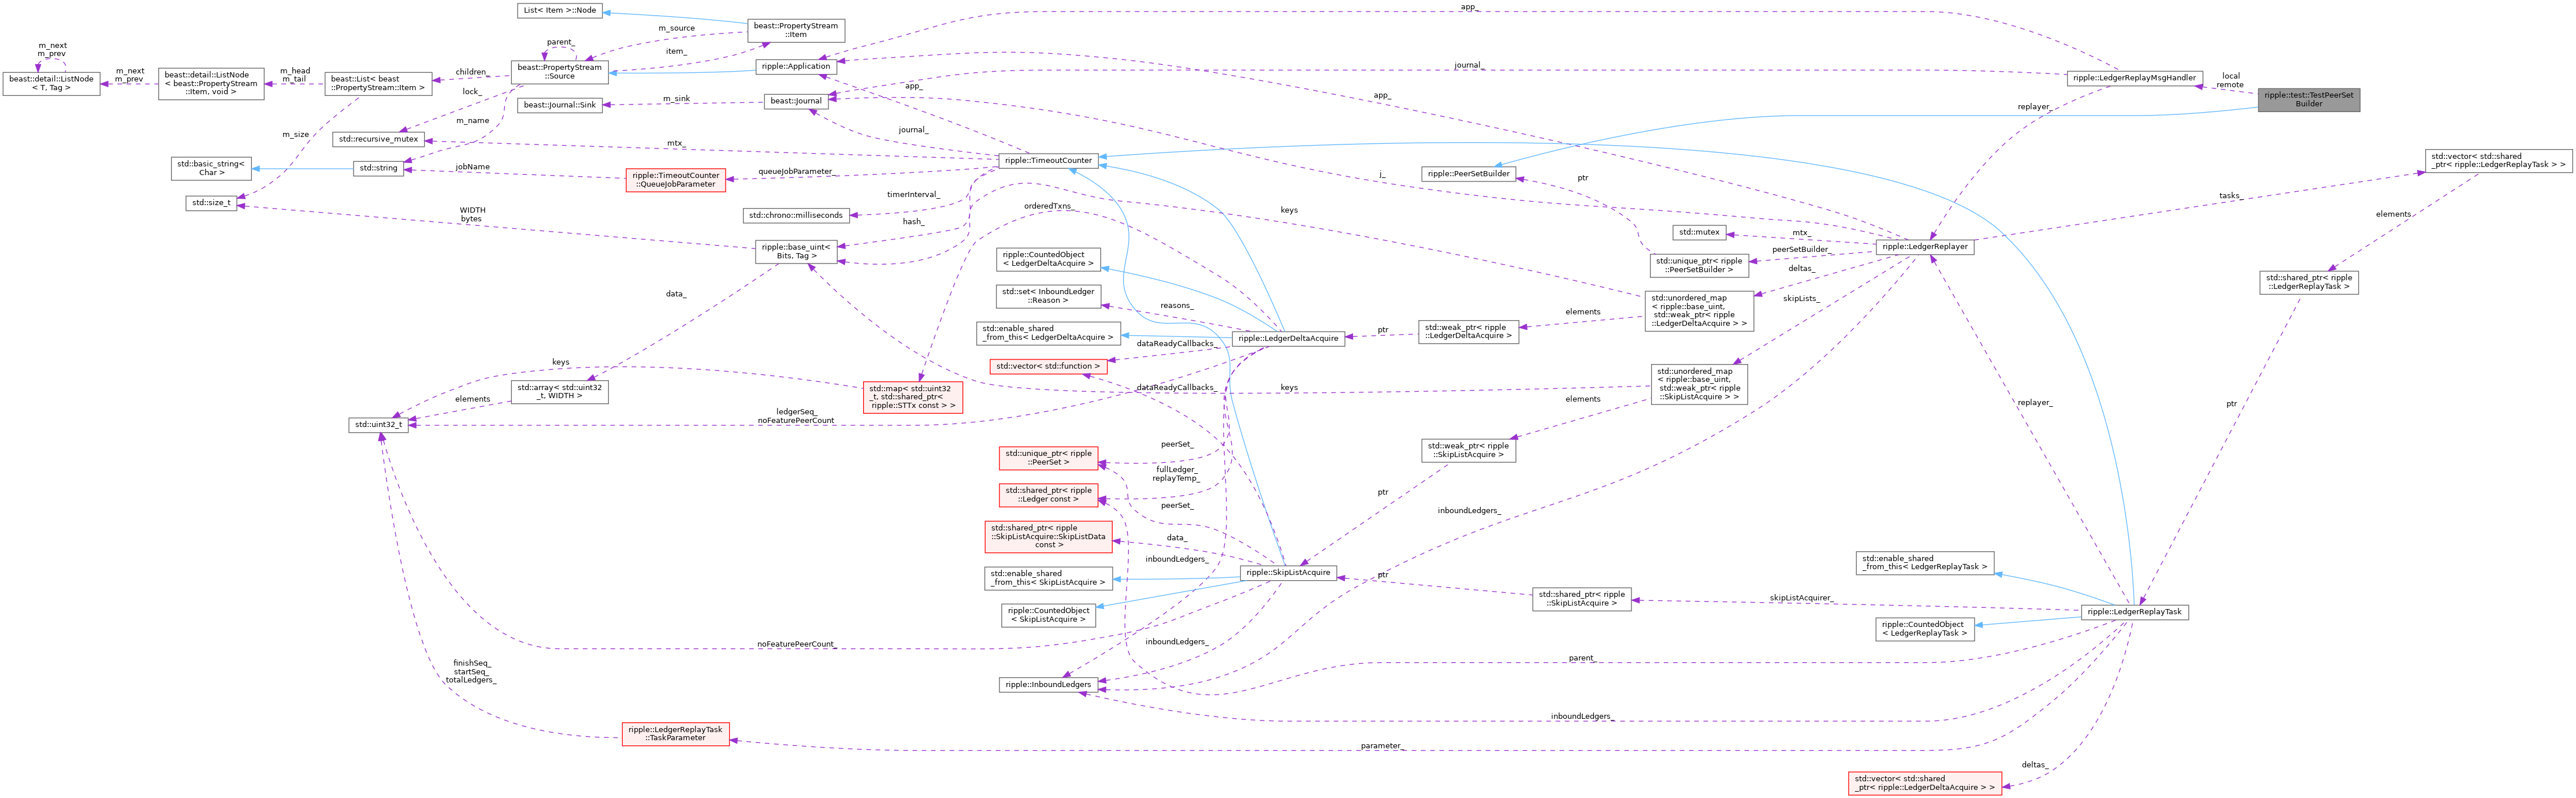 List< Item >::Node
beast::PropertyStream
::Item
m_source
item_
parent_
beast::PropertyStream
::Source
ripple::Application
app_
m_next
m_prev
beast::detail::ListNode
< T, Tag >
m_next
m_prev
beast::detail::ListNode
< beast::PropertyStream
::Item, void >
m_head
m_tail
beast::List< beast
::PropertyStream::Item >
children_
lock_
m_name
m_size
beast::Journal::Sink
m_sink
beast::Journal
app_
journal_
journal_
app_
ripple::LedgerReplayMsgHandler
local
remote
ripple::test::TestPeerSet
Builder
replayer_
std::recursive_mutex
mtx_
std::basic_string<
Char >
std::string
jobName
ripple::TimeoutCounter
::QueueJobParameter
queueJobParameter_
ripple::TimeoutCounter
ripple::PeerSetBuilder
ptr
j_
std::vector< std::shared
_ptr< ripple::LedgerReplayTask > >
tasks_
elements
std::size_t
WIDTH
bytes
timerInterval_
std::chrono::milliseconds
hash_
orderedTxns_
keys
ripple::base_uint<
Bits, Tag >
std::mutex
mtx_
ripple::LedgerReplayer
peerSetBuilder_
std::unique_ptr< ripple
::PeerSetBuilder >
deltas_
skipLists_
ripple::CountedObject
< LedgerDeltaAcquire >
std::set< InboundLedger
::Reason >
reasons_
data_
std::shared_ptr< ripple
::LedgerReplayTask >
std::unordered_map
< ripple::base_uint,
std::weak_ptr< ripple
::LedgerDeltaAcquire > >
elements
std::weak_ptr< ripple
::LedgerDeltaAcquire >
ptr
ripple::LedgerDeltaAcquire
std::enable_shared
_from_this< LedgerDeltaAcquire >
dataReadyCallbacks_
std::vector< std::function >
dataReadyCallbacks_
keys
keys
std::array< std::uint32
_t, WIDTH >
elements
std::map< std::uint32
_t, std::shared_ptr<
ripple::STTx const > >
ledgerSeq_
noFeaturePeerCount_
std::uint32_t
std::unordered_map
< ripple::base_uint,
std::weak_ptr< ripple
::SkipListAcquire > >
elements
std::weak_ptr< ripple
::SkipListAcquire >
ptr
replayer_
ptr
peerSet_
std::unique_ptr< ripple
::PeerSet >
fullLedger_
replayTemp_
std::shared_ptr< ripple
::Ledger const >
peerSet_
inboundLedgers_
std::shared_ptr< ripple
::SkipListAcquire::SkipListData
const >
data_
inboundLedgers_
std::enable_shared
_from_this< SkipListAcquire >
ripple::SkipListAcquire
ptr
std::shared_ptr< ripple
::SkipListAcquire >
skipListAcquirer_
ripple::CountedObject
< SkipListAcquire >
std::enable_shared
_from_this< LedgerReplayTask >
ripple::LedgerReplayTask
ripple::CountedObject
< LedgerReplayTask >
noFeaturePeerCount_
inboundLedgers_
parent_
finishSeq_
startSeq_
totalLedgers_
ripple::InboundLedgers
inboundLedgers_
ripple::LedgerReplayTask
::TaskParameter
parameter_
deltas_
std::vector< std::shared
_ptr< ripple::LedgerDeltaAcquire > >